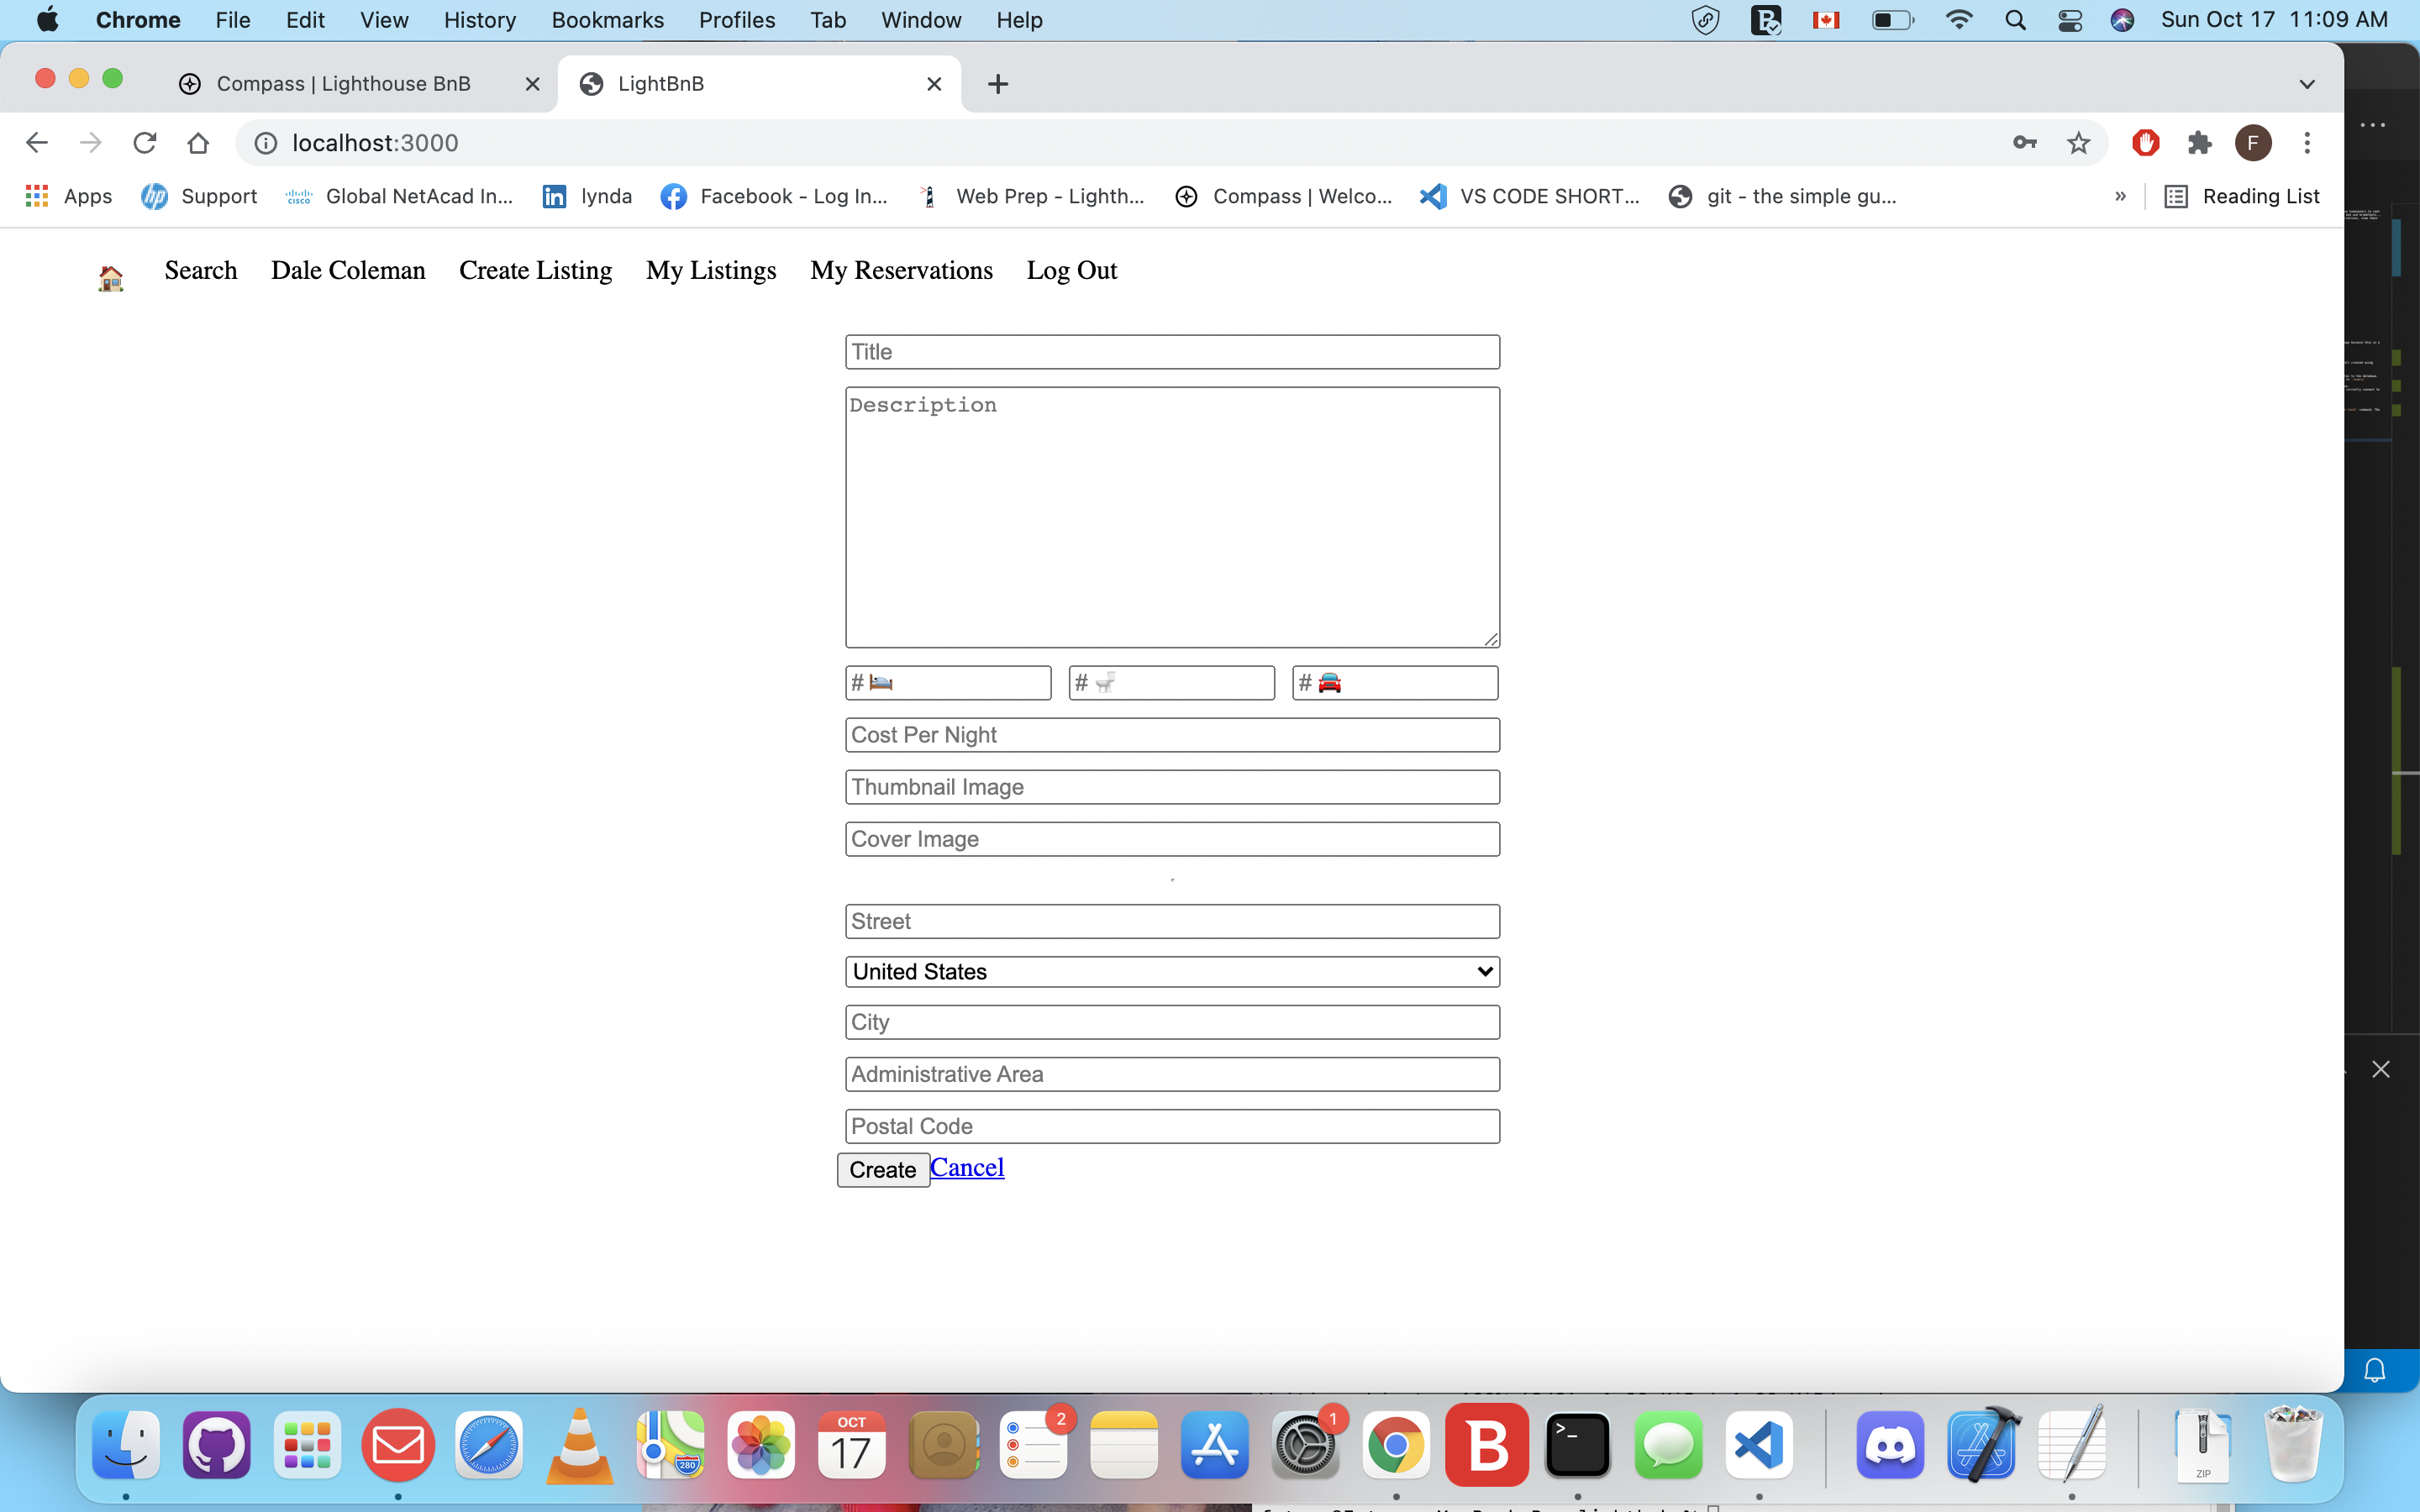 Chrome File Edit View History Bookmarks Profiles Tab Window Help Sun Oct 17 11:09 AM
Compass | Lighthouse BnB LightBnB
localhost:3000 F
Apps Support Global NetAcad In... lynda Facebook - Log In... Web Prep - Lighth... Compass | Welco... VS CODE SHORT... git - the simple gu... » Reading List
Search Dale Coleman Create Listing My Listings My Reservations Log Out
Title
Description
# # #
Cost Per Night
Thumbnail Image
Cover Image
Street
United States
City
Administrative Area
Postal Code
Create Cancel
OCT
17
280
2
1
B
>_
ZIP